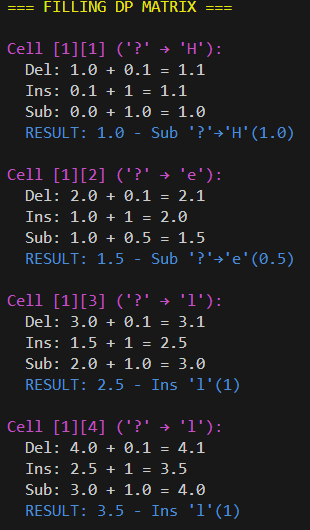 === FILLING DP MATRIX ===
Cell [1][1] ('?' → 'H'):
Del: 1.0 + 0.1 = 1.1
Ins: 0.1 + 1 = 1.1
Sub: 0.0 + 1.0 = 1.0
RESULT: 1.0 - Sub '?'→'H'(1.0)
Cell [1][2] ('?' → 'e'):
Del: 2.0 + 0.1 = 2.1
Ins: 1.0 + 1 = 2.0
Sub: 1.0 + 0.5 = 1.5
RESULT: 1.5 - Sub '?'→'e'(0.5)
Cell [1][3] ('?' → 'l'):
Del: 3.0 + 0.1 = 3.1
Ins: 1.5 + 1 = 2.5
Sub: 2.0 + 1.0 = 3.0
RESULT: 2.5 - Ins 'l'(1)
Cell [1][4] ('?' → 'l'):
Del: 4.0 + 0.1 = 4.1
Ins: 2.5 + 1 = 3.5
Sub: 3.0 + 1.0 = 4.0
RESULT: 3.5 - Ins 'l'(1)